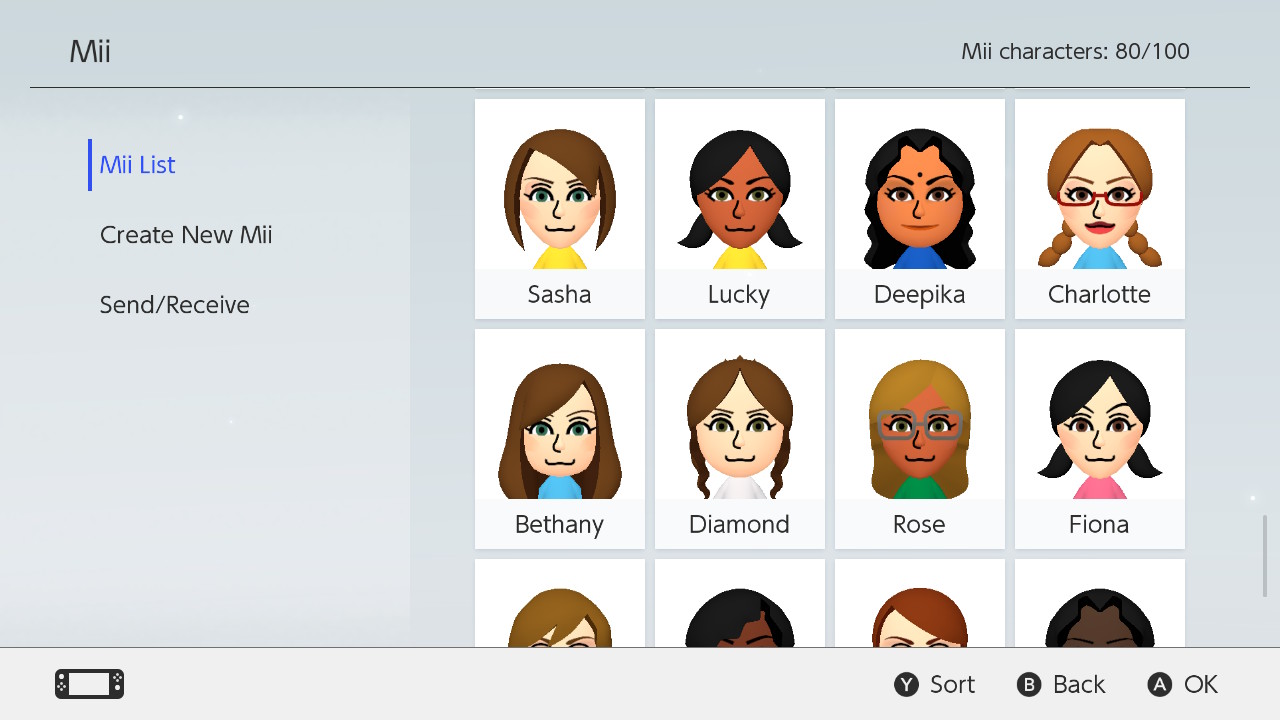 Mii
Mii characters: 80/100
Mii List
Create New Mii
Send/Receive
Sasha
Lucky
Deepika
Charlotte
Bethany
Diamond
Rose
Fiona
Y Sort
B Back
A OK